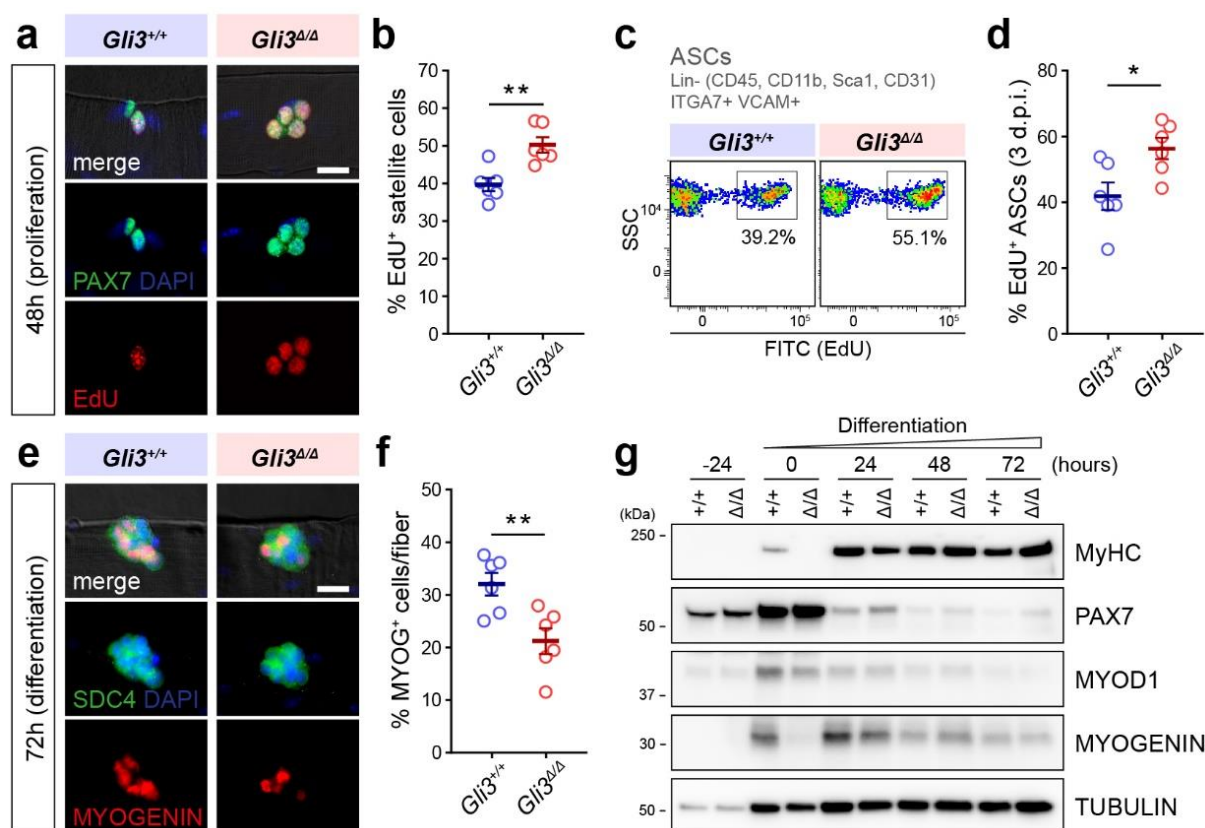 a
Gli3+/+
Gli3Δ/Δ
48h (proliferation)
merge
PAX7 DAPI
EdU
b
% EdU+ satellite cells
70
60
50
40
30
20
10
0
**
Gli3+/+
Gli3Δ/Δ
c
ASCs
Lin- (CD45, CD11b, Sca1, CD31)
ITGA7+ VCAM+
Gli3+/+
Gli3Δ/Δ
SSC
10⁴
0
39.2%
55.1%
0
10⁵
0
10⁵
FITC (EdU)
d
% EdU+ ASCs (3 d.p.i.)
80
60
40
20
0
*
Gli3+/+
Gli3Δ/Δ
e
Gli3+/+
Gli3Δ/Δ
72h (differentiation)
merge
SDC4 DAPI
MYOGENIN
f
% MYOG+ cells/fiber
50
40
30
20
10
0
**
Gli3+/+
Gli3Δ/Δ
g
Differentiation
-24 0 24 48 72 (hours)
+/+ Δ/Δ +/+ Δ/Δ +/+ Δ/Δ +/+ Δ/Δ +/+ Δ/Δ
(kDa)
250 -
MyHC
50 -
PAX7
37 -
MYOD1
30 -
MYOGENIN
50 -
TUBULIN